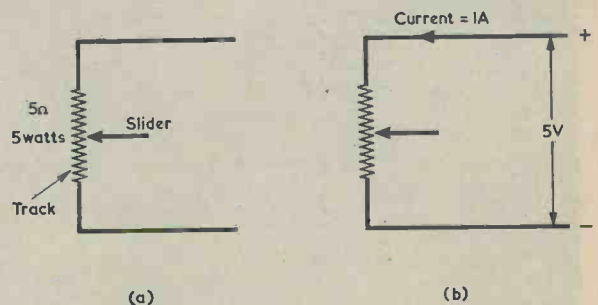 Current = 1A
+
5Ω
5watts
Slider
5V
Track
−
(a)
(b)